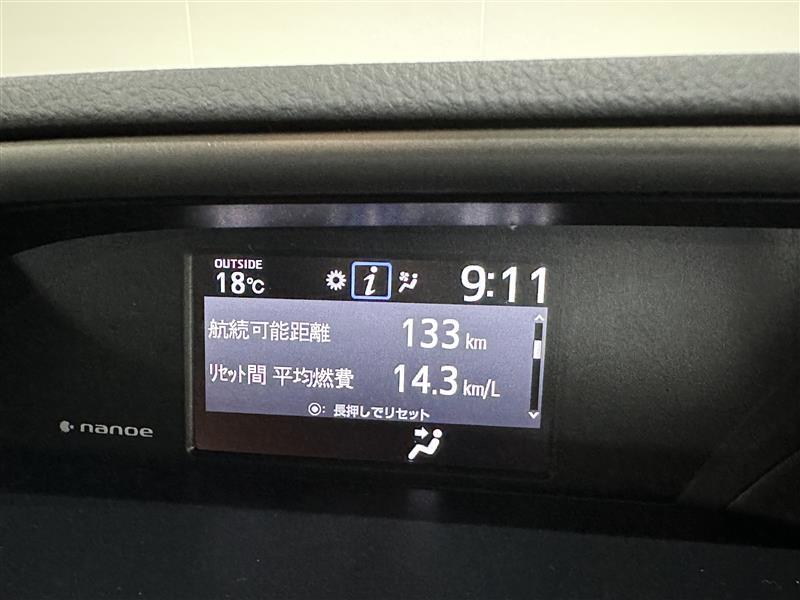 OUTSIDE
18℃
9:11
航続可能距離 133 km
ﾘｾｯﾄ間 平均燃費 14.3 km/L
◉: 長押しでリセット
nanoe